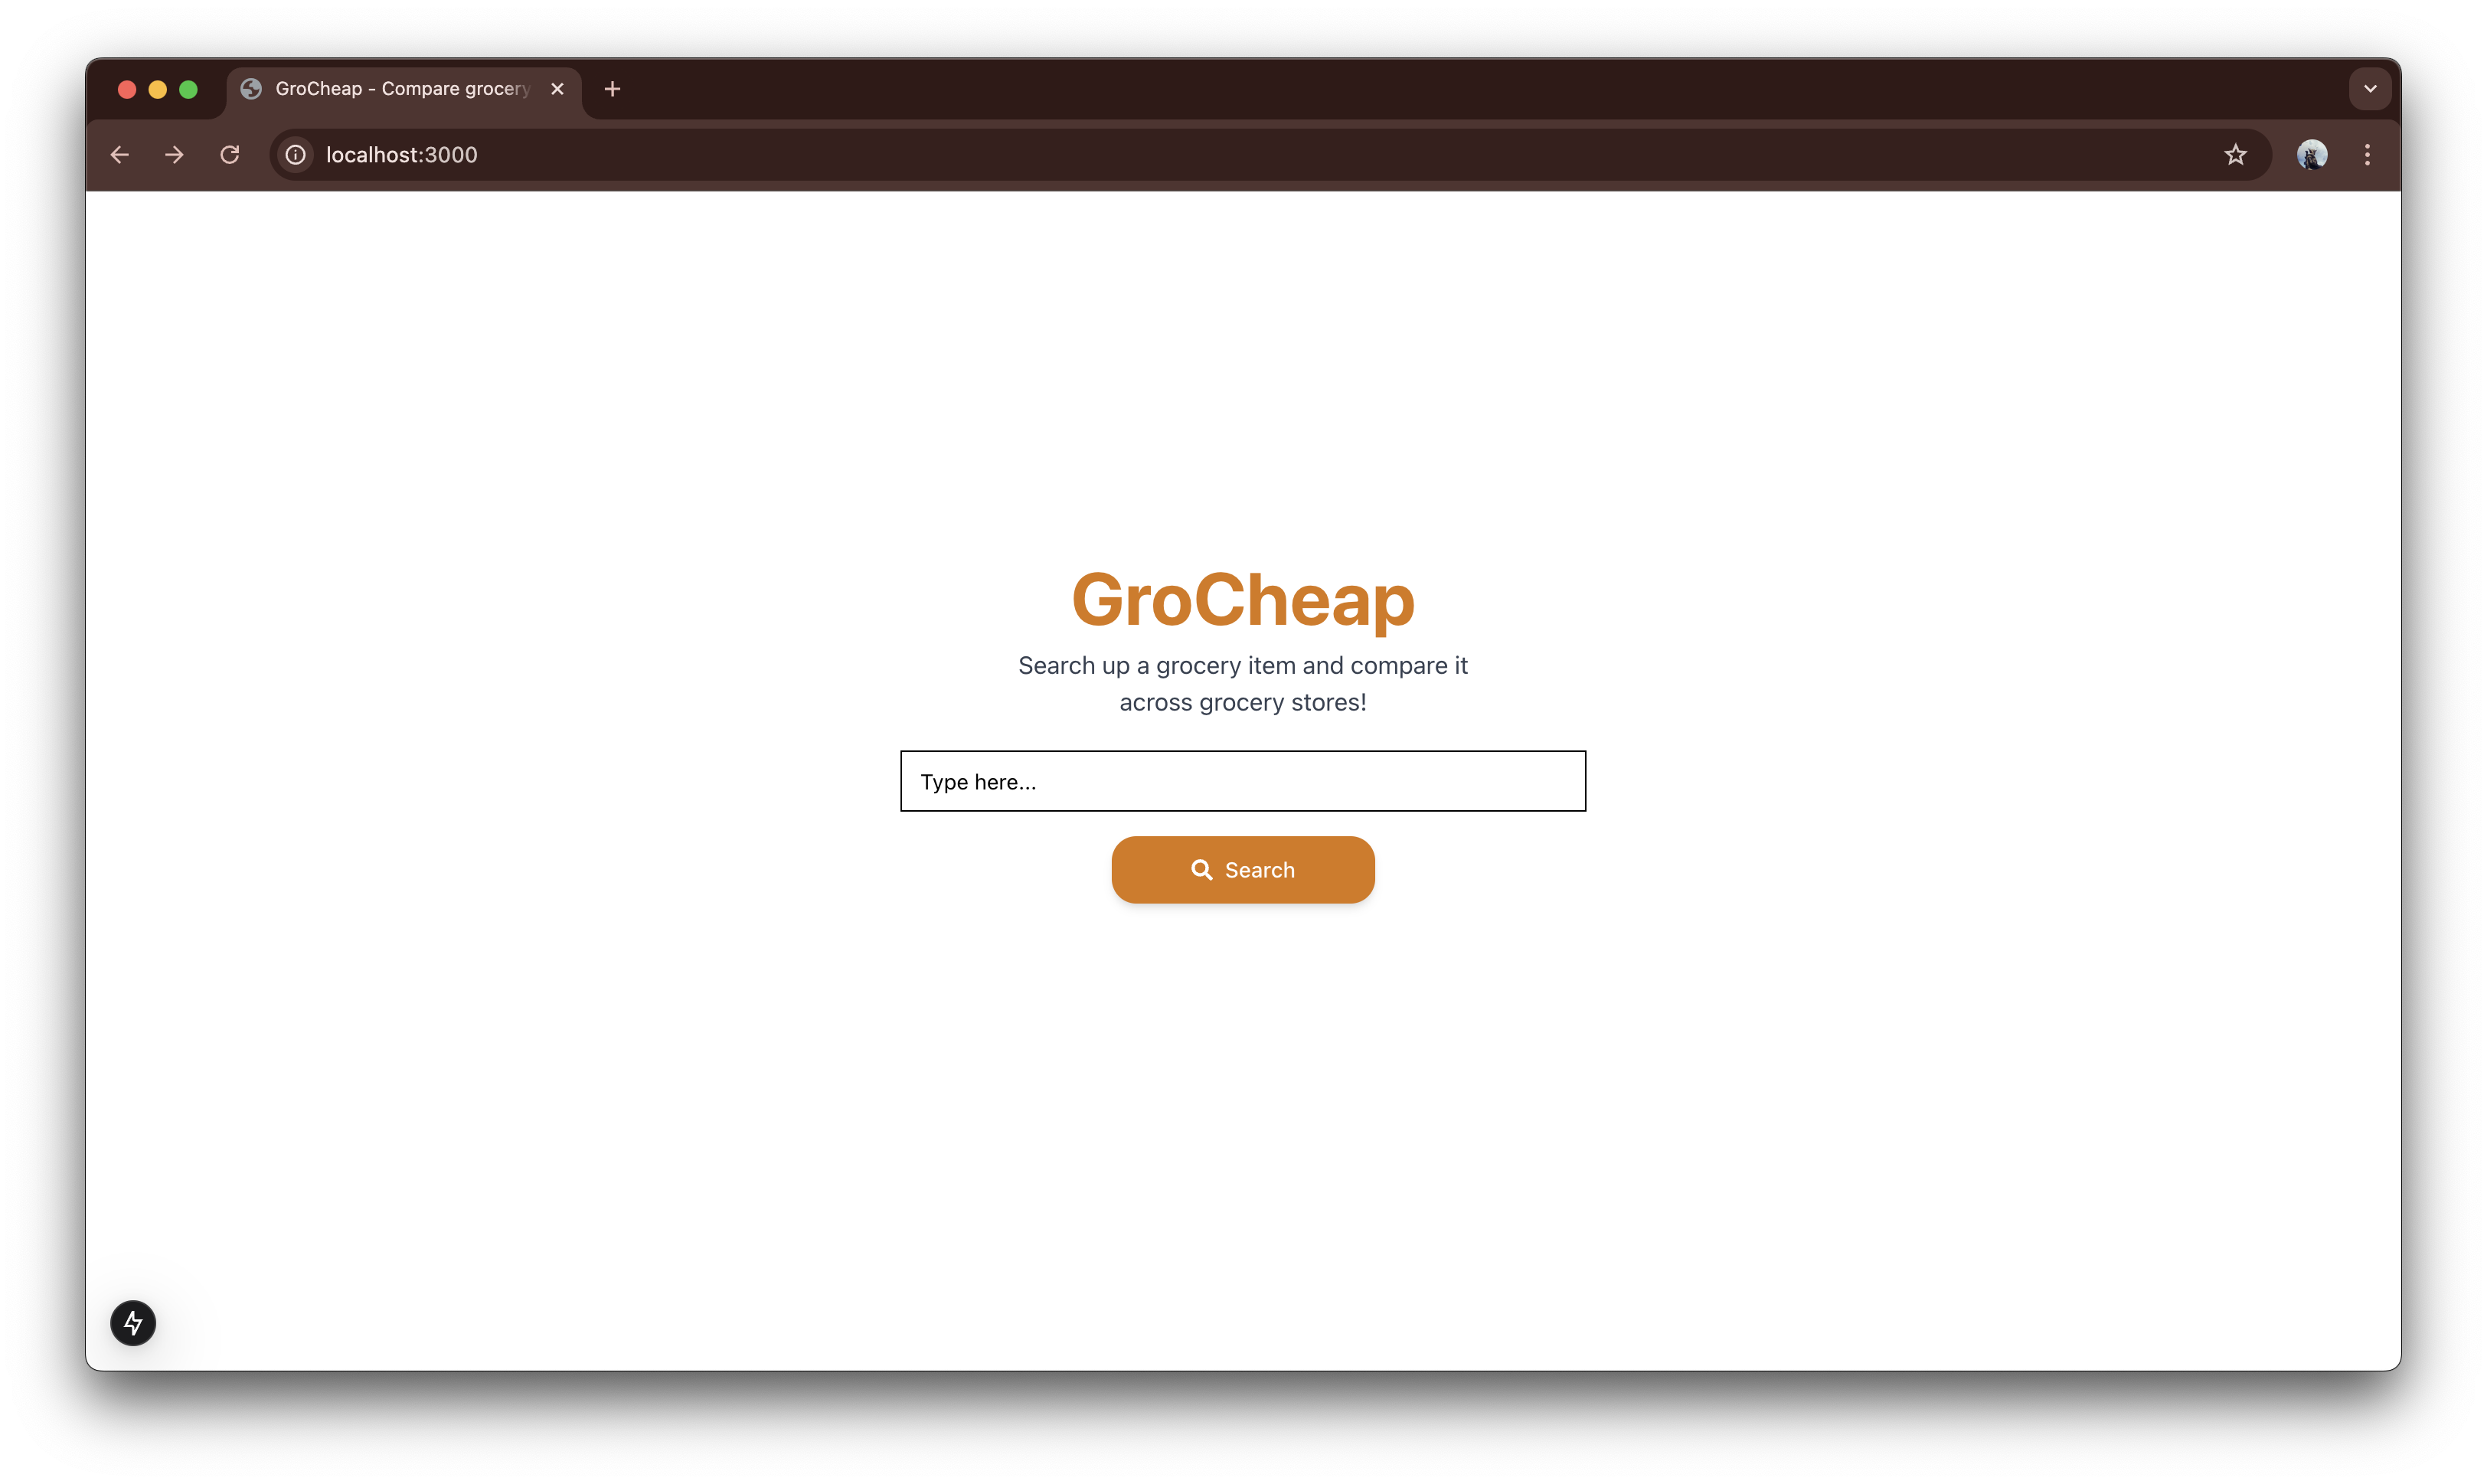 GroCheap - Compare grocery
localhost:3000
GroCheap
Search up a grocery item and compare it
across grocery stores!
Type here...
Search